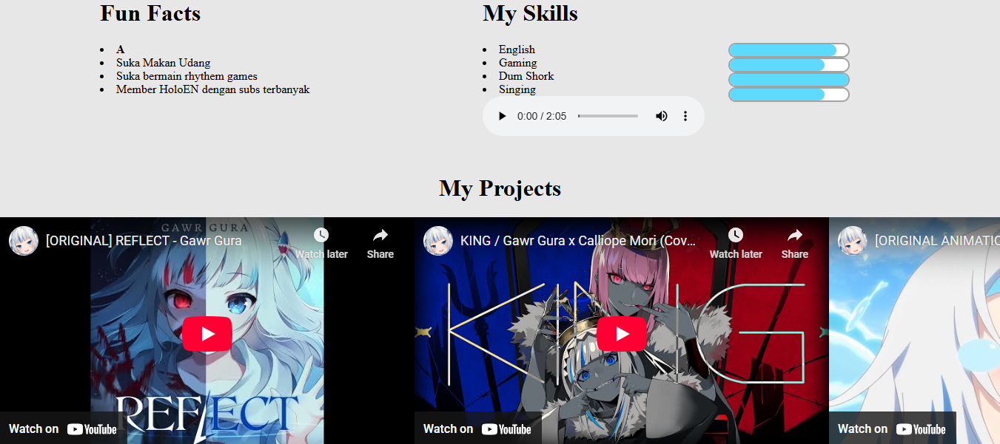 Fun Facts
A
Suka Makan Udang
Suka bermain rhythem games
Member HoloEN dengan subs terbanyak
My Skills
English
Gaming
Dum Shork
Singing
0:00 / 2:05
My Projects
GAWR GURA
[ORIGINAL] REFLECT - Gawr Gura
Watch later
Share
REFLECT
Watch on YouTube
KING / Gawr Gura x Calliope Mori (Cov…
Watch later
Share
KING
Watch on YouTube
[ORIGINAL ANIMATIO
Watch on YouTube